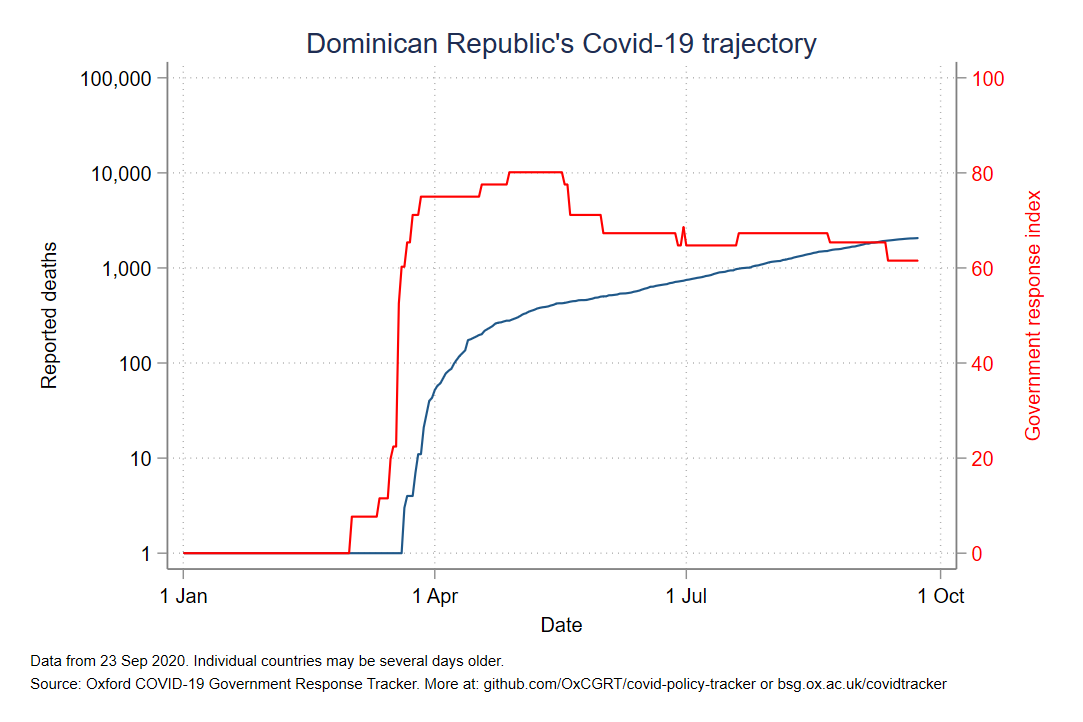 Dominican Republic's Covid-19 trajectory
100,000
10,000
1,000
100
10
1
Reported deaths
100
80
60
40
20
0
Government response index
1 Jan
1 Apr
1 Jul
1 Oct
Date
Data from 23 Sep 2020. Individual countries may be several days older.
Source: Oxford COVID-19 Government Response Tracker. More at: github.com/OxCGRT/covid-policy-tracker or bsg.ox.ac.uk/covidtracker